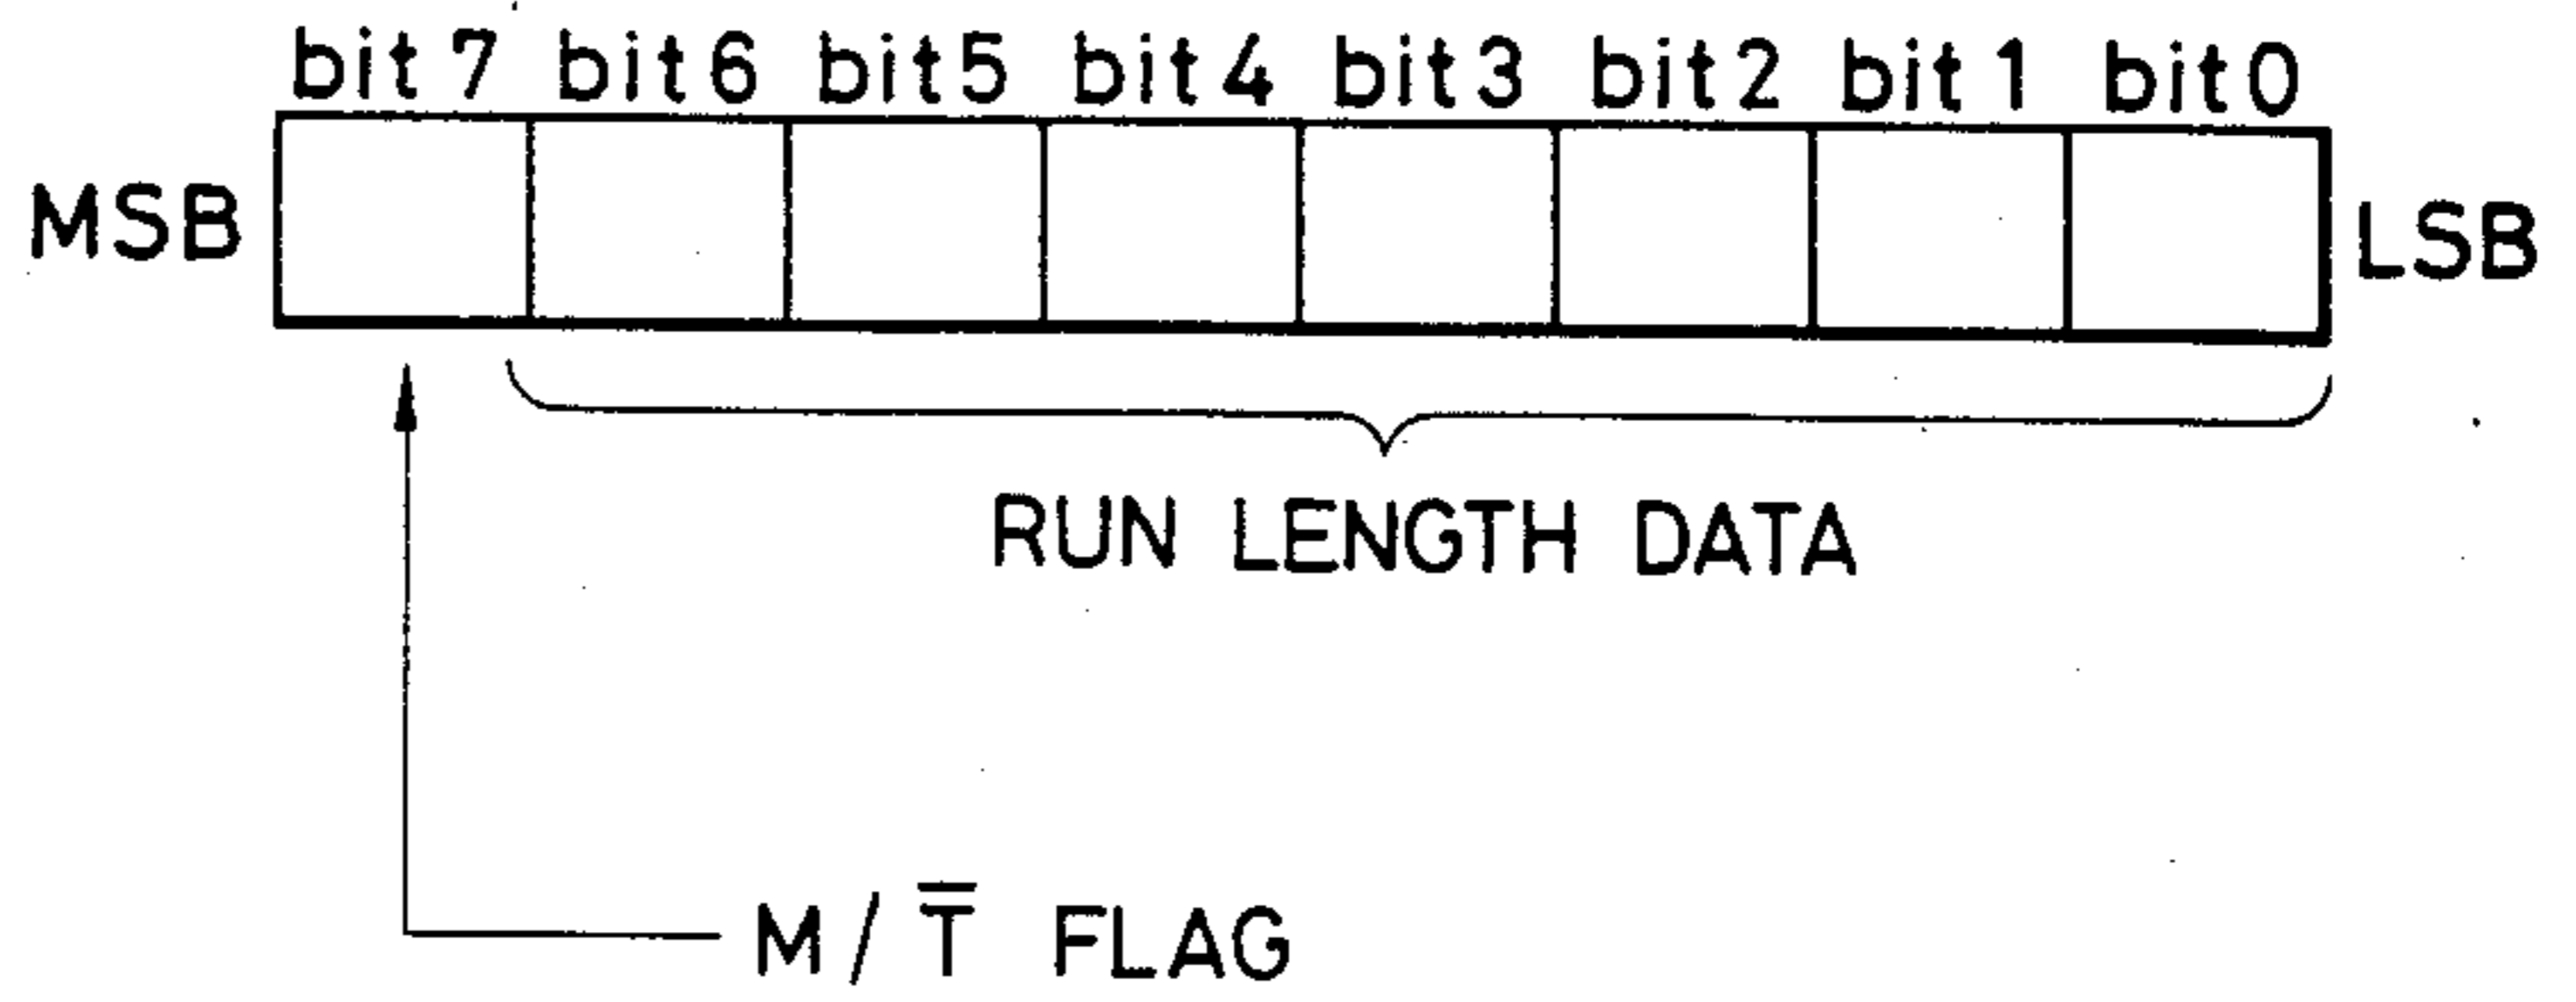 bit 7 bit 6 bit 5 bit 4 bit 3 bit 2 bit 1 bit 0
MSB LSB
RUN LENGTH DATA
M/T̅ FLAG